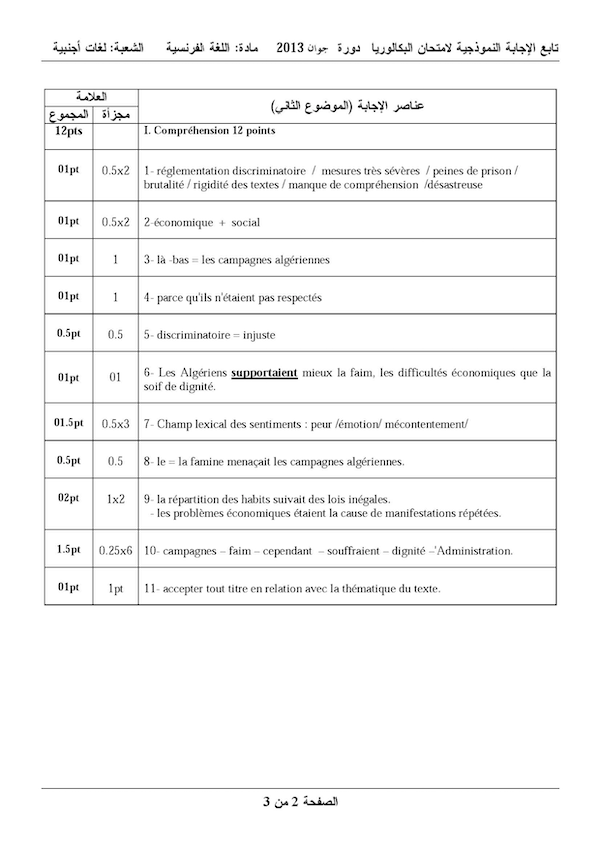 تابع الإجابة النموذجية لامتحان البكالوريا دورة جوان 2013 مادة: اللغة الفرنسية الشعبة: لغات أجنبية
عناصر الإجابة (الموضوع الثاني)
العلامة
مجزأة
المجموع
12pts
I. Compréhension 12 points
01pt
0.5x2
1- réglementation discriminatoire / mesures très sévères / peines de prison /
brutalité / rigidité des textes / manque de compréhension /désastreuse
01pt
0.5x2
2-économique + social
01pt
1
3- là -bas = les campagnes algériennes
01pt
1
4- parce qu'ils n'étaient pas respectés
0.5pt
0.5
5- discriminatoire = injuste
01pt
01
6- Les Algériens supportaient mieux la faim, les difficultés économiques que la
soif de dignité.
01.5pt
0.5x3
7- Champ lexical des sentiments : peur /émotion/ mécontentement/
0.5pt
0.5
8- le = la famine menaçait les campagnes algériennes.
02pt
1x2
9- la répartition des habits suivait des lois inégales.
- les problèmes économiques étaient la cause de manifestations répétées.
1.5pt
0.25x6
10- campagnes – faim – cependant – souffraient – dignité –'Administration.
01pt
1pt
11- accepter tout titre en relation avec la thématique du texte.
الصفحة 2 من 3